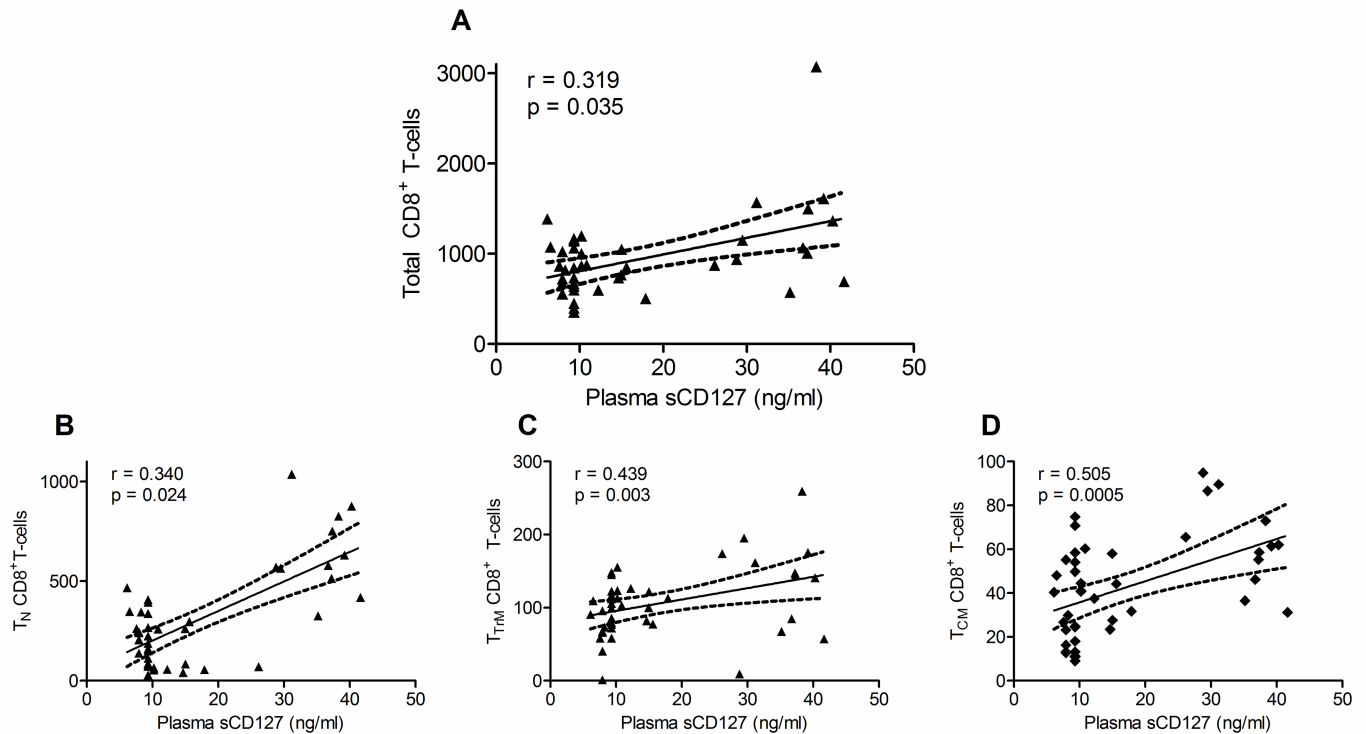 A
r = 0.319
p = 0.035
3000
2000
1000
0
Total CD8+ T-cells
0 10 20 30 40 50
Plasma sCD127 (ng/ml)
B
r = 0.340
p = 0.024
1000
500
0
TN CD8+T-cells
0 10 20 30 40 50
Plasma sCD127 (ng/ml)
C
r = 0.439
p = 0.003
300
200
100
0
TTrM CD8+ T-cells
0 10 20 30 40 50
Plasma sCD127 (ng/ml)
D
r = 0.505
p = 0.0005
100
80
60
40
20
0
TCM CD8+ T-cells
0 10 20 30 40 50
Plasma sCD127 (ng/ml)